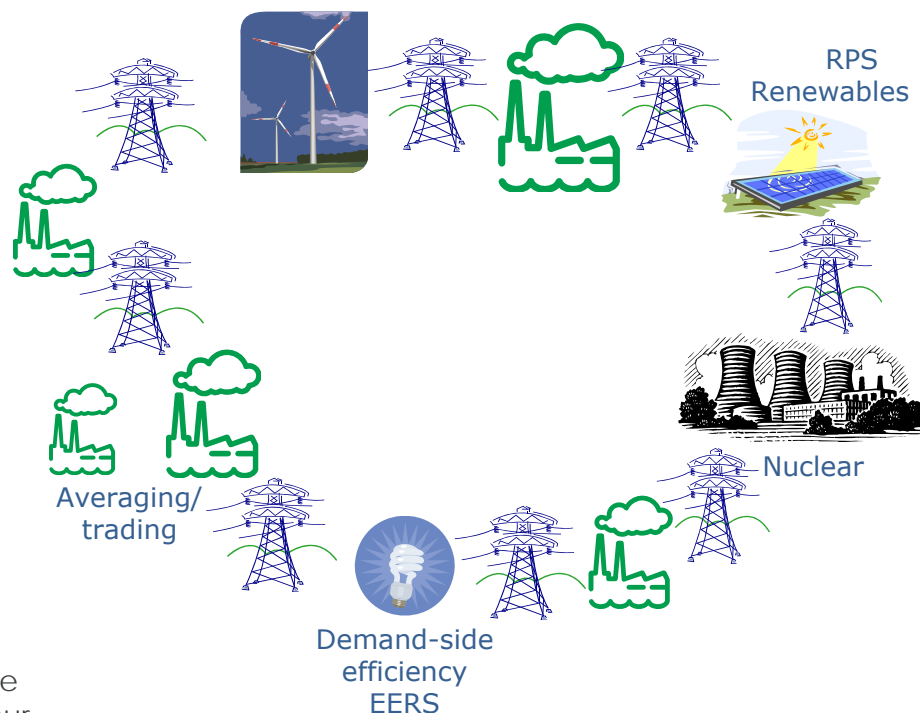 RPS
Renewables
Nuclear
Averaging/
trading
Demand-side
efficiency
EERS